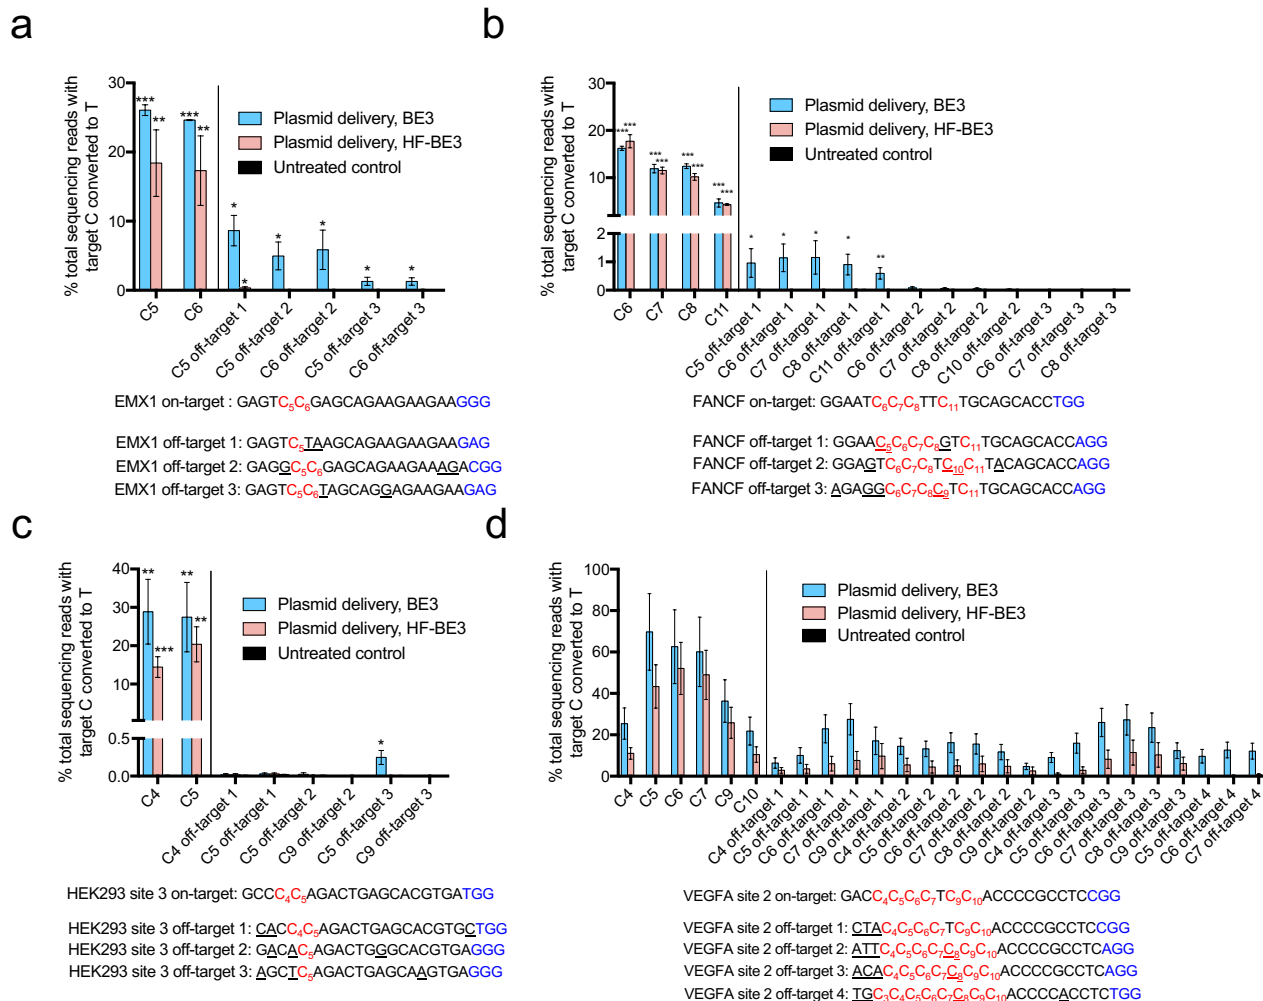 a
% total sequencing reads with
target C converted to T
30
20
10
0
*** ** *** ** * * * * * *
Plasmid delivery, BE3
Plasmid delivery, HF-BE3
Untreated control
C5
C6
C5 off-target 1
C5 off-target 2
C6 off-target 2
C5 off-target 3
C6 off-target 3
EMX1 on-target : GAGTC5C6GAGCAGAAGAAGAAGGG
EMX1 off-target 1: GAGTC5TAAGCAGAAGAAGAAGAG
EMX1 off-target 2: GAGGC5C6GAGCAGAAGAAAGACGG
EMX1 off-target 3: GAGTC5C6TAGCAGGAGAAGAAGAG
b
% total sequencing reads with
target C converted to T
30
20
10
2
1
0
*** *** *** *** *** *** *** *** * * * * **
Plasmid delivery, BE3
Plasmid delivery, HF-BE3
Untreated control
C6
C7
C8
C11
C5 off-target 1
C6 off-target 1
C7 off-target 1
C8 off-target 1
C11 off-target 1
C6 off-target 2
C7 off-target 2
C8 off-target 2
C10 off-target 2
C6 off-target 3
C7 off-target 3
C8 off-target 3
FANCF on-target: GGAATC6C7C8TTC11TGCAGCACCTGG
FANCF off-target 1: GGAAC5C6C7C8GTC11TGCAGCACCAGG
FANCF off-target 2: GGAGTC6C7C8TC10C11TACAGCACCAGG
FANCF off-target 3: AGAGGC6C7C8C9TC11TGCAGCACCAGG
c
% total sequencing reads with
target C converted to T
40
30
20
10
0.5
0.0
** *** ** ** *
Plasmid delivery, BE3
Plasmid delivery, HF-BE3
Untreated control
C4
C5
C4 off-target 1
C5 off-target 1
C5 off-target 2
C9 off-target 2
C5 off-target 3
C9 off-target 3
HEK293 site 3 on-target: GCCC4C5AGACTGAGCACGTGATGG
HEK293 site 3 off-target 1: CACC4C5AGACTGAGCACGTGCTGG
HEK293 site 3 off-target 2: GACAC5AGACTGGGCACGTGAGGG
HEK293 site 3 off-target 3: AGCTC5AGACTGAGCAAGTGAGGG
d
% total sequencing reads with
target C converted to T
100
80
60
40
20
0
Plasmid delivery, BE3
Plasmid delivery, HF-BE3
Untreated control
C4
C5
C6
C7
C9
C10
C4 off-target 1
C5 off-target 1
C6 off-target 1
C7 off-target 1
C9 off-target 1
C4 off-target 2
C5 off-target 2
C6 off-target 2
C7 off-target 2
C8 off-target 2
C9 off-target 2
C4 off-target 3
C5 off-target 3
C6 off-target 3
C7 off-target 3
C8 off-target 3
C9 off-target 3
C5 off-target 4
C6 off-target 4
C7 off-target 4
VEGFA site 2 on-target: GACC4C5C6C7TC9C10ACCCCGCCTCCGG
VEGFA site 2 off-target 1: CTAC4C5C6C7TC9C10ACCCCGCCTCCGG
VEGFA site 2 off-target 2: ATTC4C5C6C7C8C9C10ACCCCGCCTCAGG
VEGFA site 2 off-target 3: ACAC4C5C6C7C8C9C10ACCCCGCCTCAGG
VEGFA site 2 off-target 4: TGC3C4C5C6C7C8C9C10ACCCCACCTCTGG